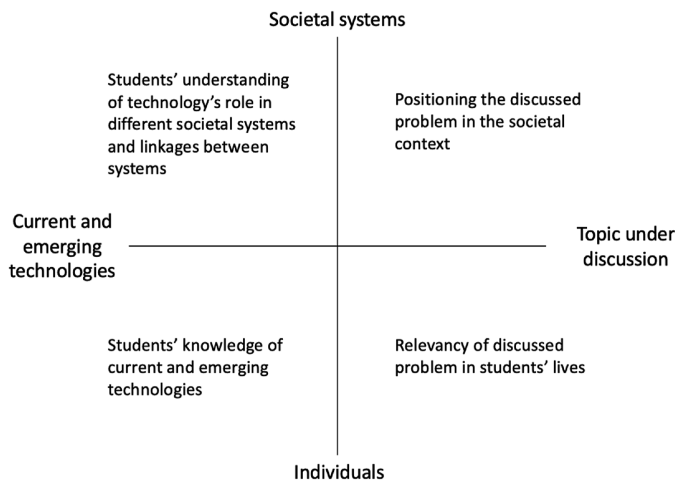 Societal systems
Students’ understanding
of technology’s role in
different societal systems
and linkages between
systems
Positioning the discussed
problem in the societal
context
Current and
emerging
technologies
Topic under
discussion
Students’ knowledge of
current and emerging
technologies
Relevancy of discussed
problem in students’ lives
Individuals